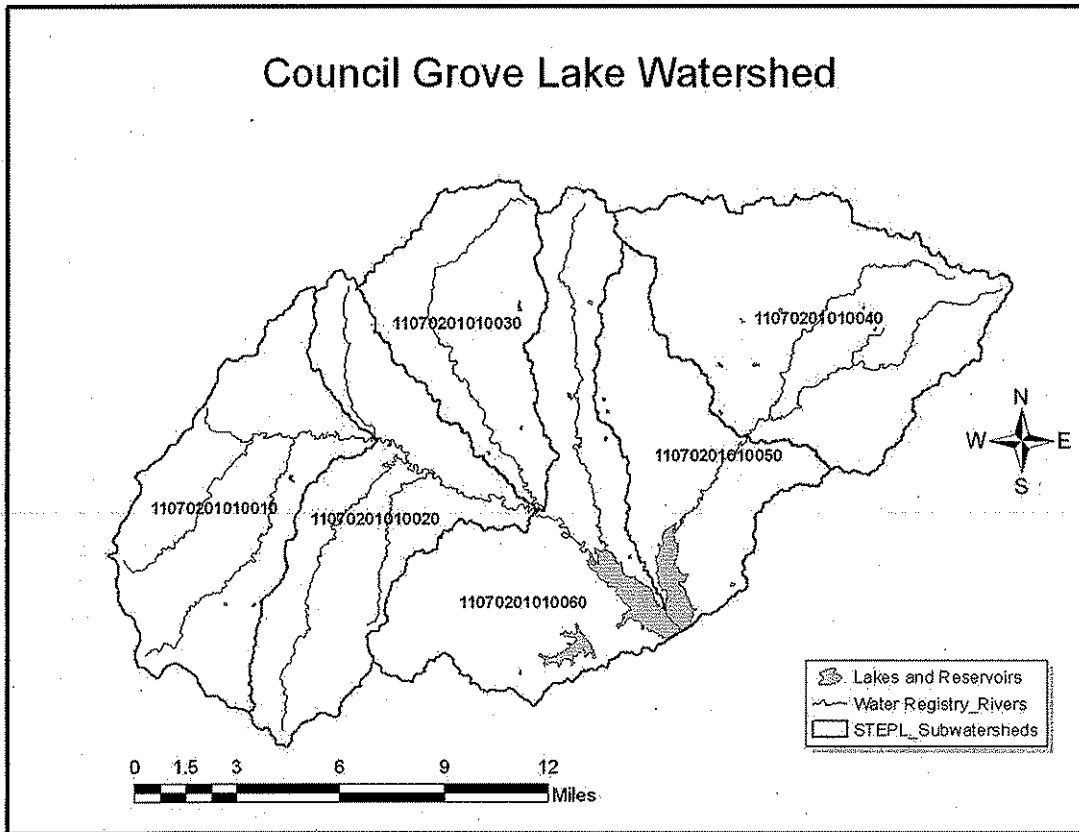 Council Grove Lake Watershed
11070201010030
11070201010040
11070201010050
11070201010010
11070201010020
11070201010060
N
W E
S
Lakes and Reservoirs
Water Registry_Rivers
STEPL_Subwatersheds
0 1.5 3 6 9 12
Miles